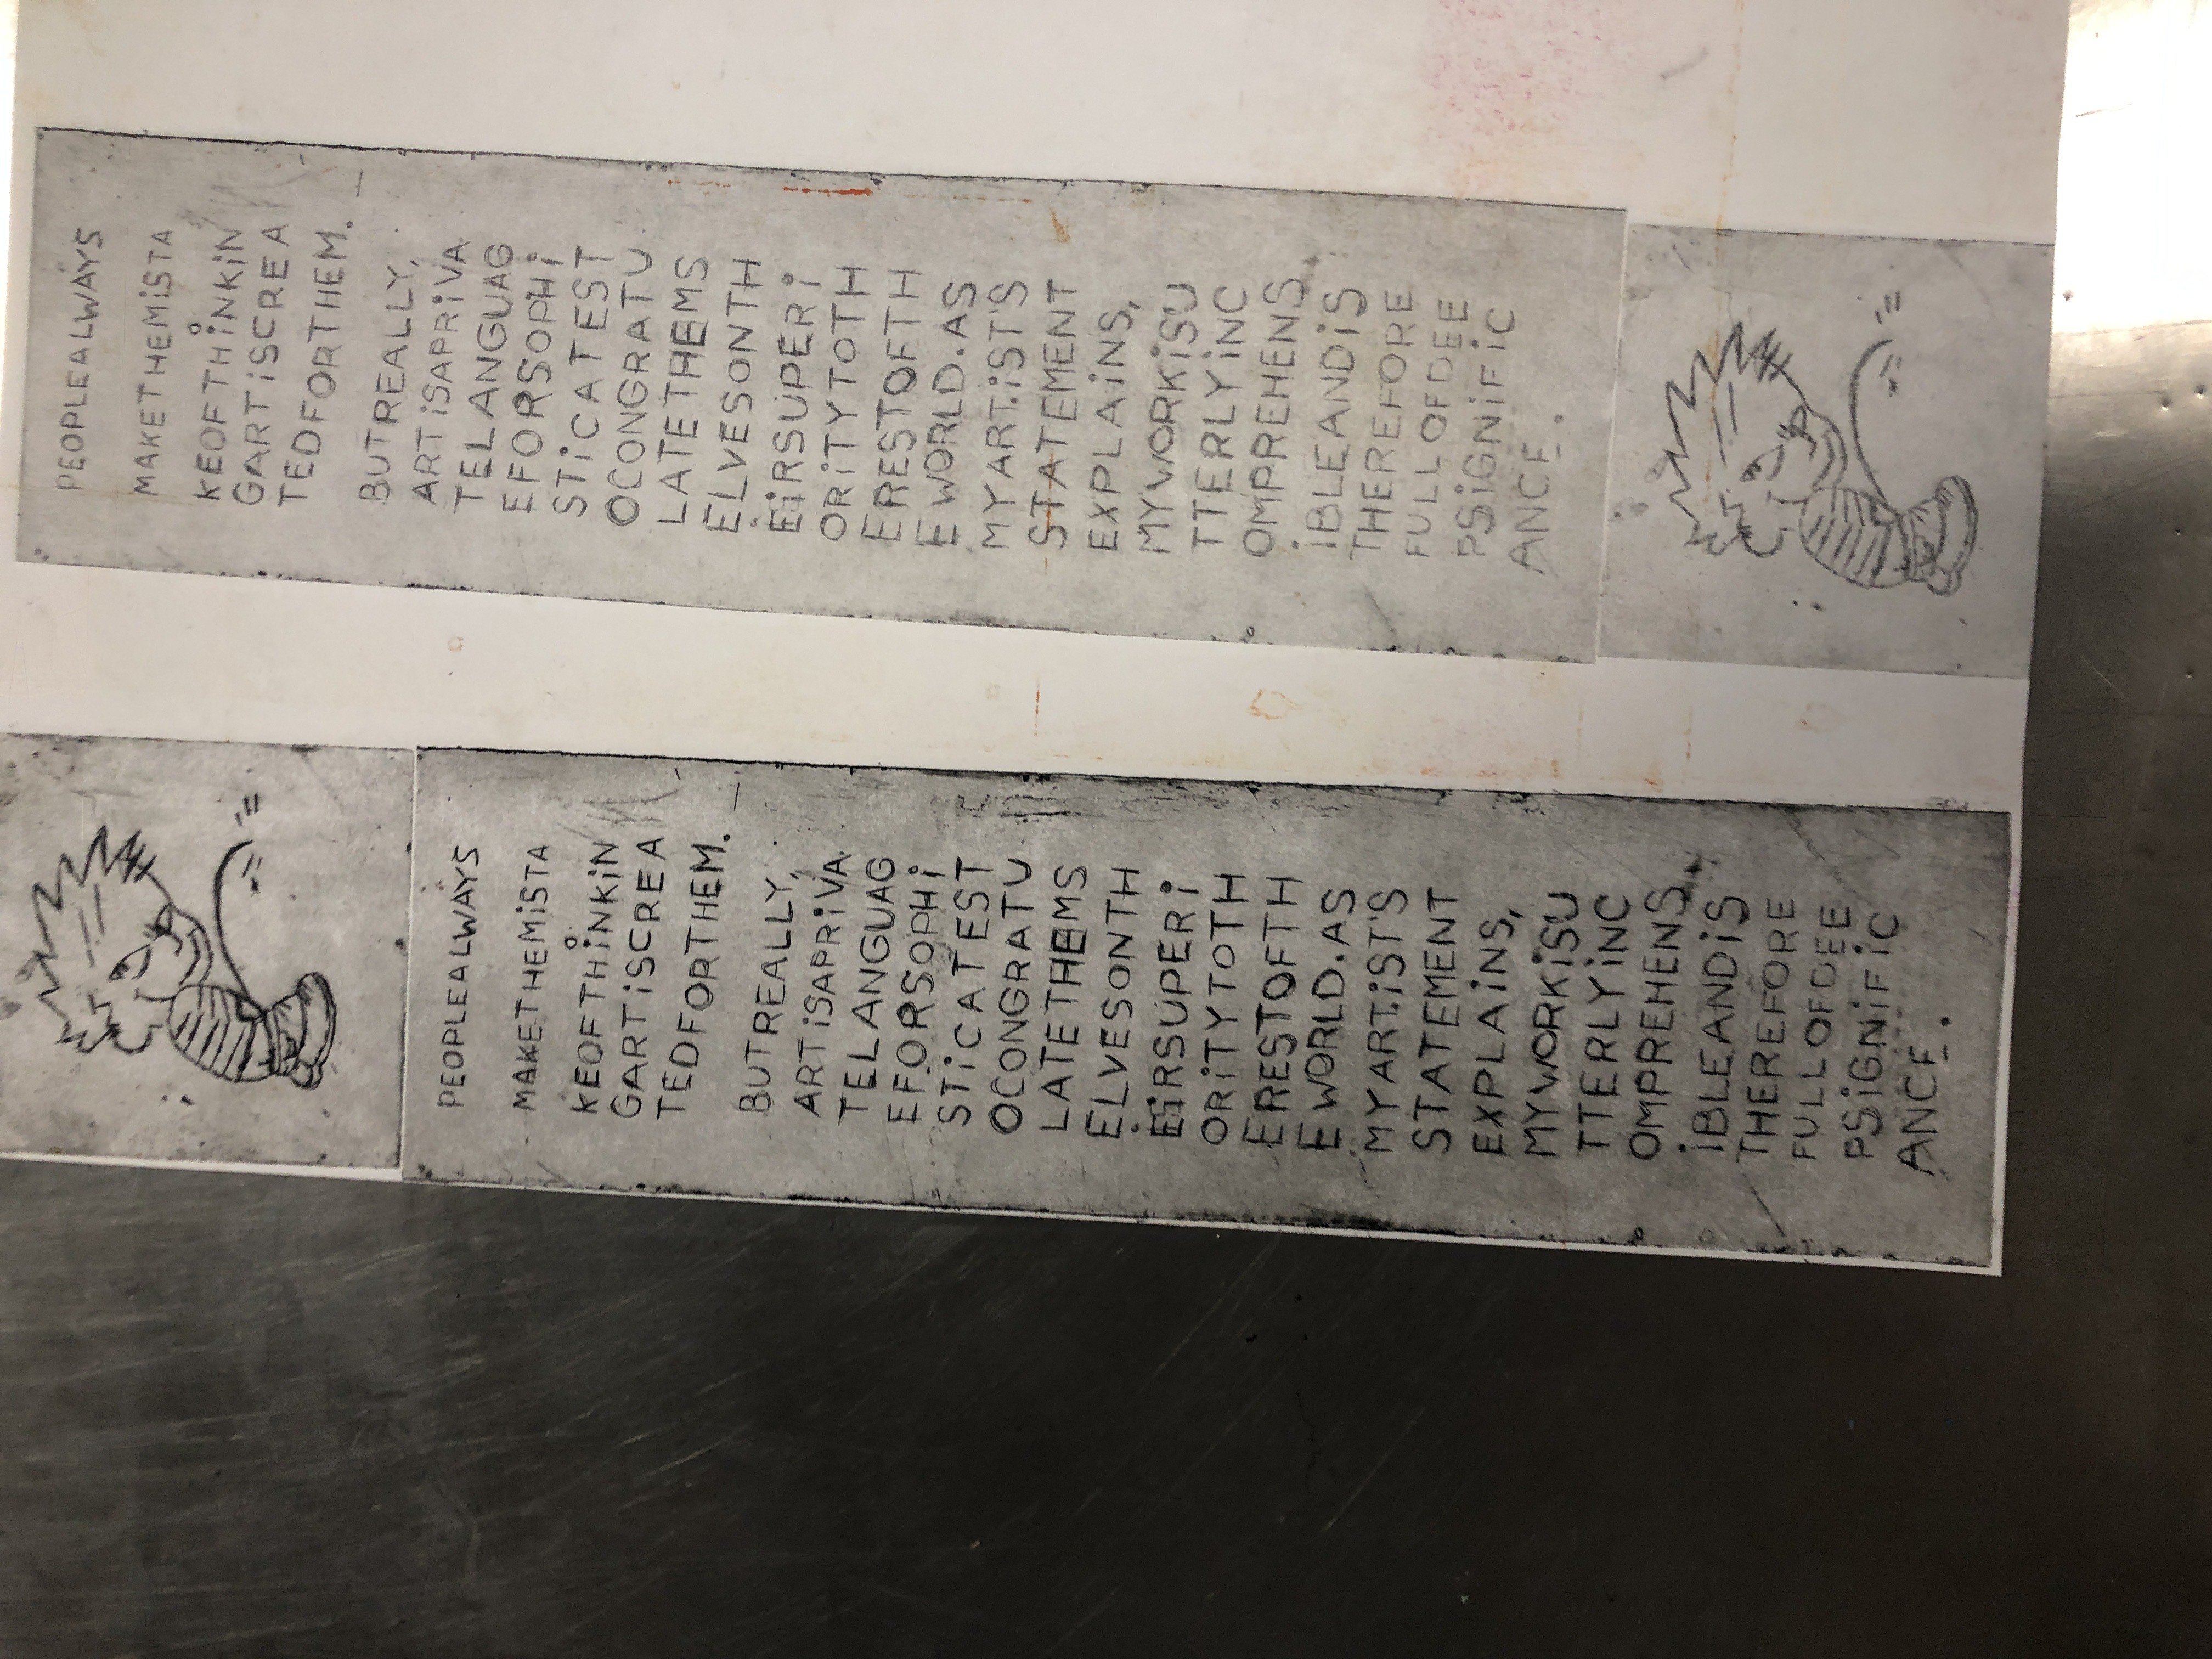 PEOPLEALWAYS
MAKETHEMiSTA
KEOFTHiNKiN
GARTiSCREA
TEDFORTHEM.
BUTREALLY,
ARTiSAPRiVA
TELANGUAG
EFORSOPHi
STiCATEST
OCONGRATU
LATETHEMS
ELVESONTH
EiRSUPERi
ORiTYTOTH
ERESTOFTH
EWORLD.AS
MYARTiST'S
STATEMENT
EXPLAiNS,
MYWORKiSU
TTERLYiNC
OMPREHENS
iBLEANDiS
THEREFORE
FULLOFDEE
PSiGNiFiC
ANCE.
PEOPLEALWAYS
MAKETHEMiSTA
KEOFTHiNKiN
GARTiSCREA
TEDFORTHEM.
BUTREALLY,
ARTiSAPRiVA
TELANGUAG
EFORSOPHi
STiCATEST
OCONGRATU
LATETHEMS
ELVESONTH
EiRSUPERi
ORiTYTOTH
ERESTOFTH
EWORLD.AS
MYARTiST'S
STATEMENT
EXPLAiNS,
MYWORKiSU
TTERLYiNC
OMPREHENS
iBLEANDiS
THEREFORE
FULLOFDEE
PSiGNiFiC
ANCE.